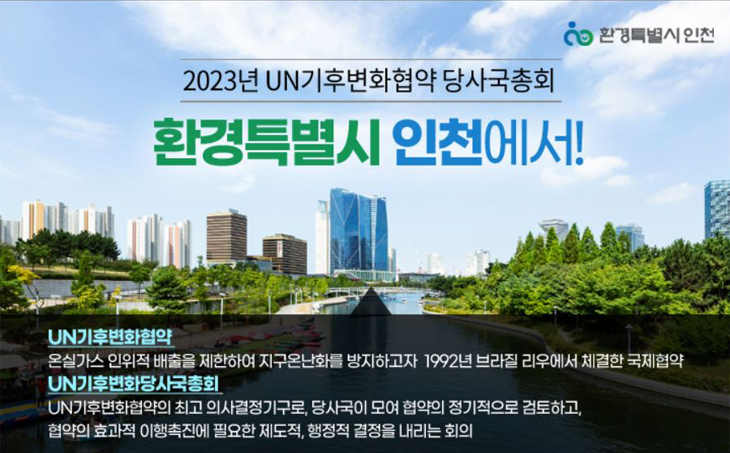 환경특별시 인천
2023년 UN기후변화협약 당사국총회
환경특별시 인천에서!
UN기후변화협약
온실가스 인위적 배출을 제한하여 지구온난화를 방지하고자 1992년 브라질 리우에서 체결한 국제협약
UN기후변화당사국총회
UN기후변화협약의 최고 의사결정기구로, 당사국이 모여 협약의 정기적으로 검토하고,
협약의 효과적 이행촉진에 필요한 제도적, 행정적 결정을 내리는 회의